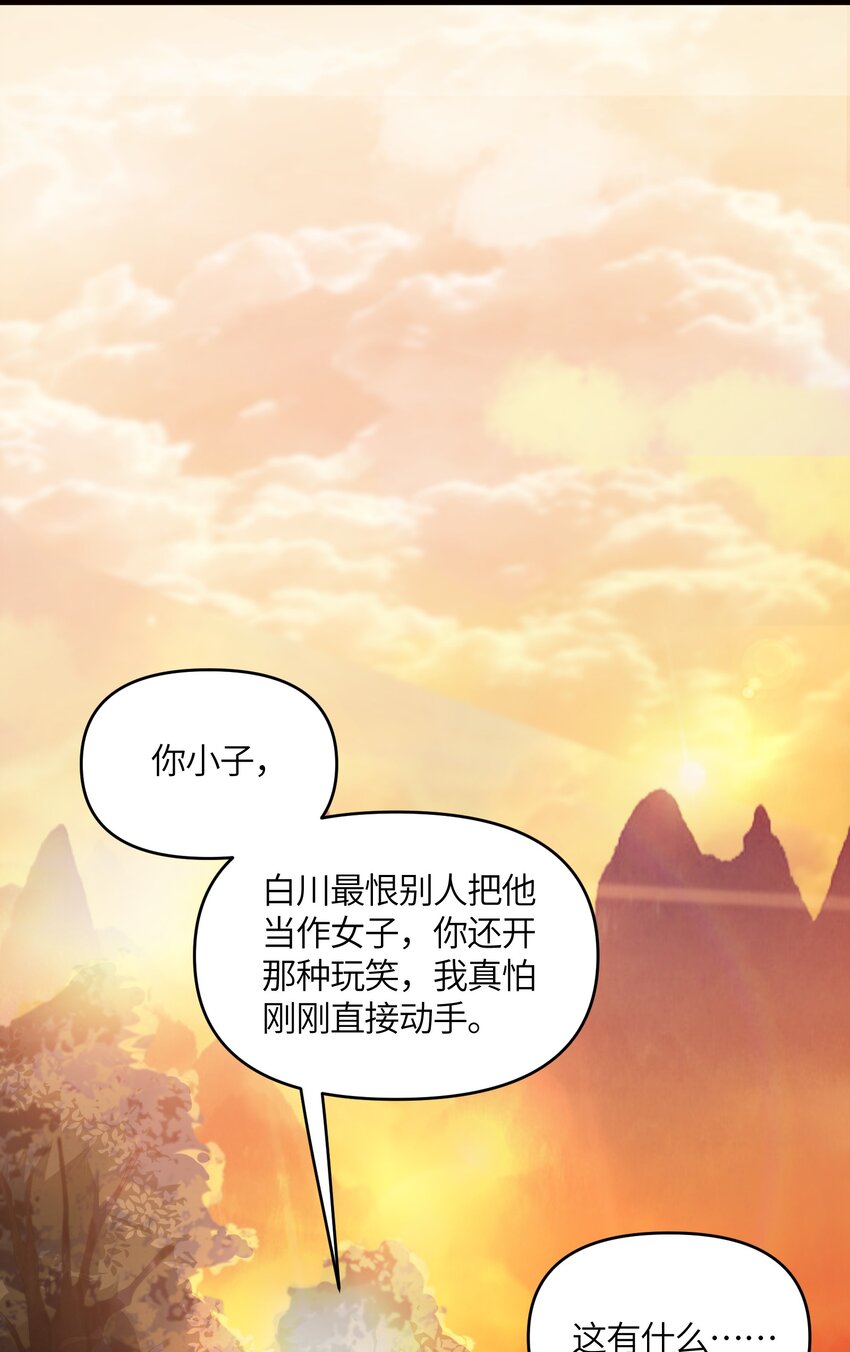 你小子，
白川最恨别人把他
当作女子，你还开
那种玩笑，我真怕
刚刚直接动手。
这有什么……